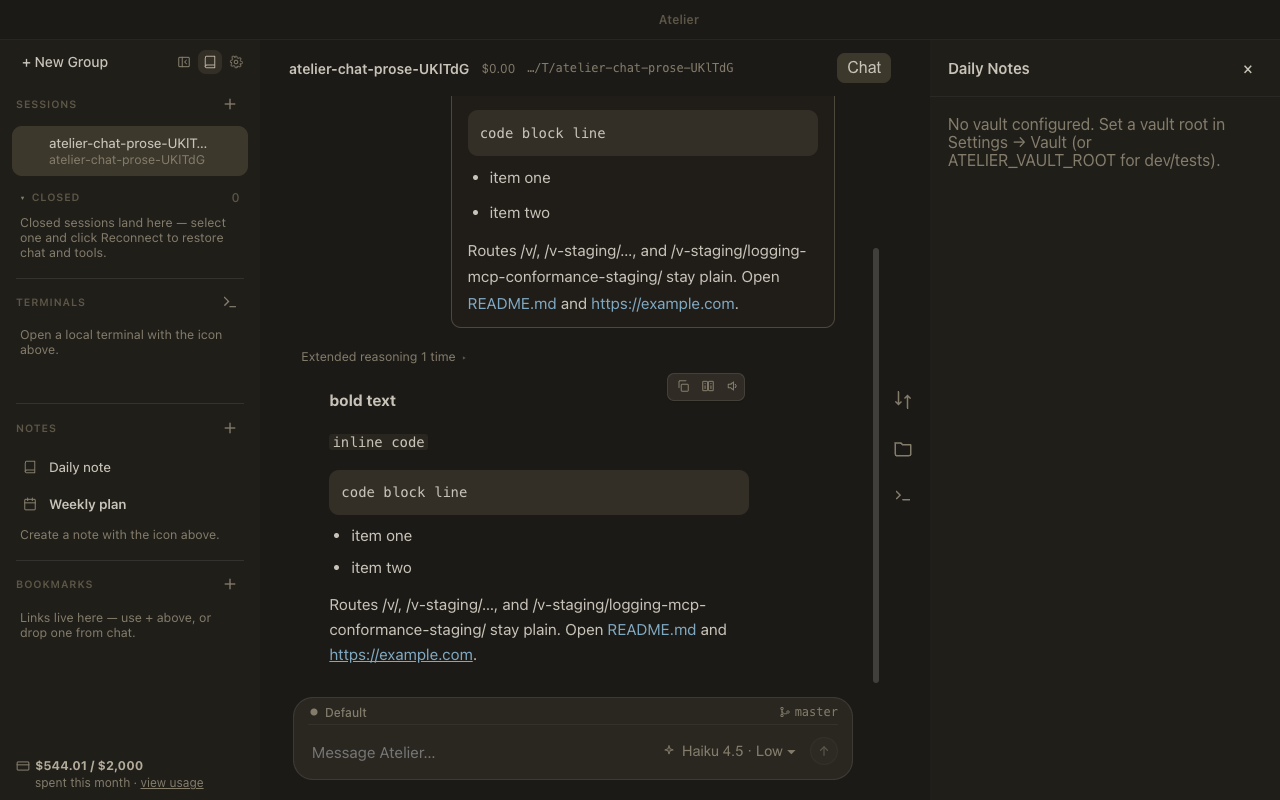 Atelier
+ New Group
SESSIONS
atelier-chat-prose-UKIT...
atelier-chat-prose-UKlTdG
CLOSED 0
Closed sessions land here — select
one and click Reconnect to restore
chat and tools.
TERMINALS
Open a local terminal with the icon
above.
NOTES
Daily note
Weekly plan
Create a note with the icon above.
BOOKMARKS
Links live here — use + above, or
drop one from chat.
$544.01 / $2,000
spent this month · view usage
atelier-chat-prose-UKlTdG $0.00 …/T/atelier-chat-prose-UKlTdG Chat
code block line
• item one
• item two
Routes /v/, /v-staging/..., and /v-staging/logging-
mcp-conformance-staging/ stay plain. Open
README.md and https://example.com.
Extended reasoning 1 time
bold text
inline code
code block line
• item one
• item two
Routes /v/, /v-staging/..., and /v-staging/logging-mcp-
conformance-staging/ stay plain. Open README.md and
https://example.com.
Default master
Message Atelier...
Haiku 4.5 · Low
Daily Notes
No vault configured. Set a vault root in
Settings → Vault (or
ATELIER_VAULT_ROOT for dev/tests).